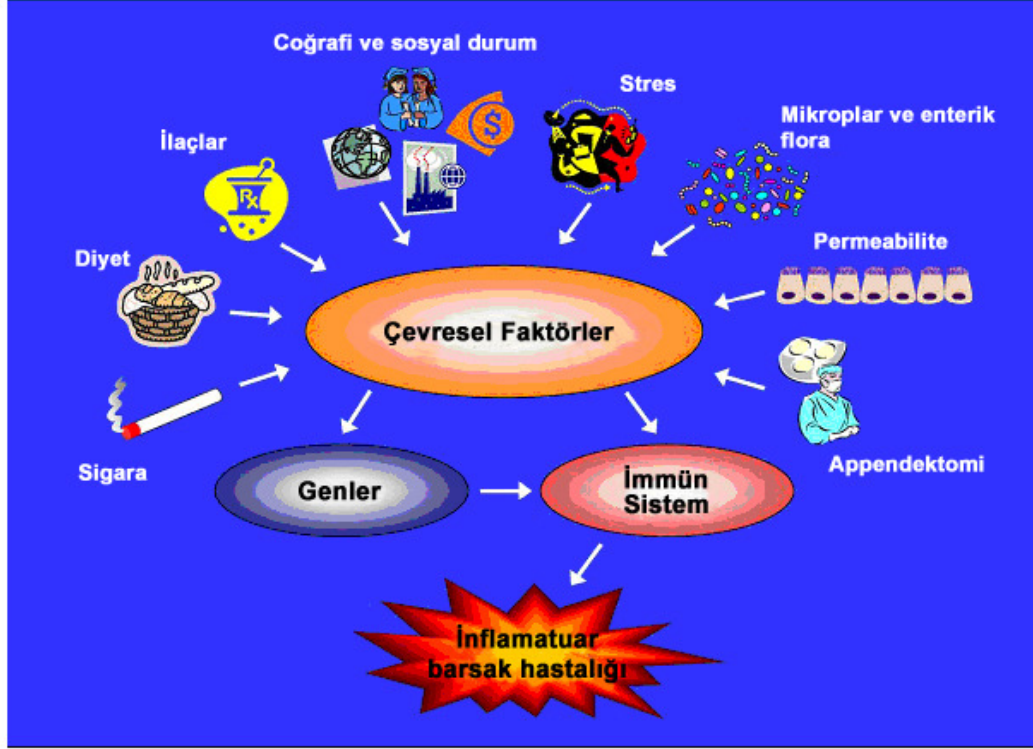 Coğrafi ve sosyal durum
Stres
Mikroplar ve enterik
flora
İlaçlar
Rx
$
Permeabilite
Diyet
Çevresel Faktörler
Sigara
Appendektomi
Genler
İmmün
Sistem
İnflamatuar
barsak hastalığı